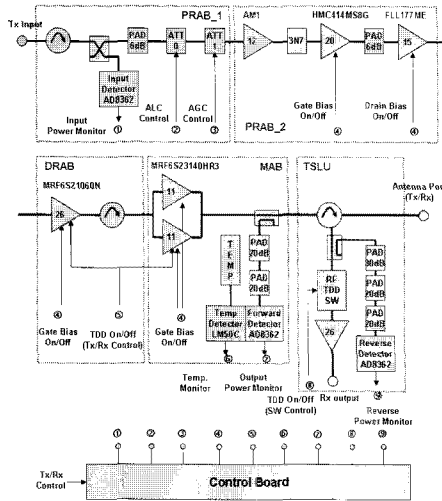 PRAB_1
AM1
HMC414MS8G
FLL177ME
Tx Input
PAD
6dB
ATT
0
ATT
1
12
3N7
20
PAD
6dB
15
Input
Detector
AD8362
Input
Power Monitor
①
ALC
Control
②
AGC
Control
③
Gate Bias
On/Off
④
Drain Bias
On/Off
④
PRAB_2
DRAB
MRF6S21060N
MRF6S23140HR3
MAB
TSLU
Antenna Port
(Tx/Rx)
26
11
11
TEMP
PAD
20dB
PAD
20dB
PAD
30dB
PAD
20dB
PAD
20dB
RF
TDD
SW
26
④
Gate Bias
On/Off
⑤
TDD On/Off
(Tx/Rx Control)
④
Gate Bias
On/Off
Temp
Detector
LM50C
⑥
Temp.
Monitor
Forward
Detector
AD8362
⑦
Output
Power Monitor
Reverse
Detector
AD8362
⑧
TDD On/Off
(SW Control)
Rx output
⑨
Reverse
Power Monitor
① ② ③ ④ ⑤ ⑥ ⑦ ⑧ ⑨
Tx/Rx
Control
Control Board